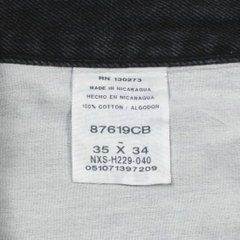 RN 130273
MADE IN NICARAGUA
HECHO EN NICARAGUA
100% COTTON / ALGODON
87619CB
35 X 34
NXS-H229-040
051071397209